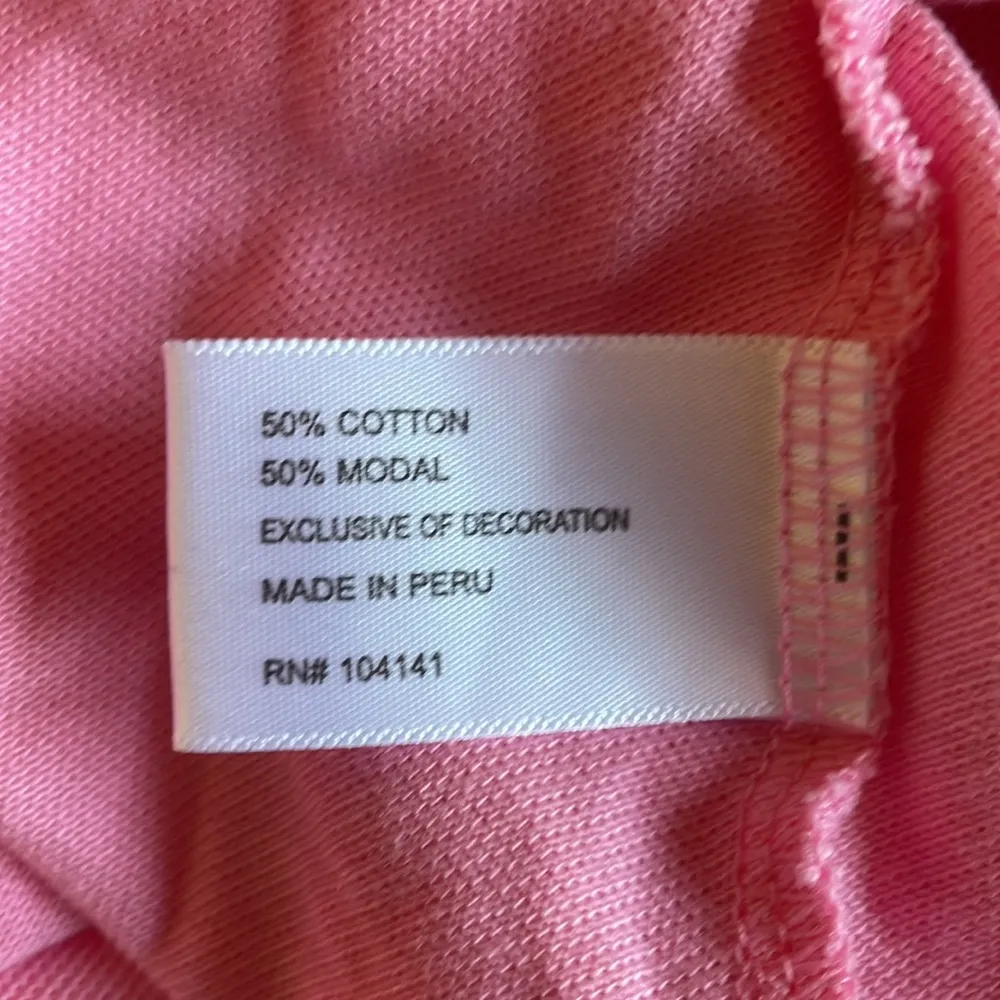 50% COTTON
50% MODAL
EXCLUSIVE OF DECORATION
MADE IN PERU
RN# 104141